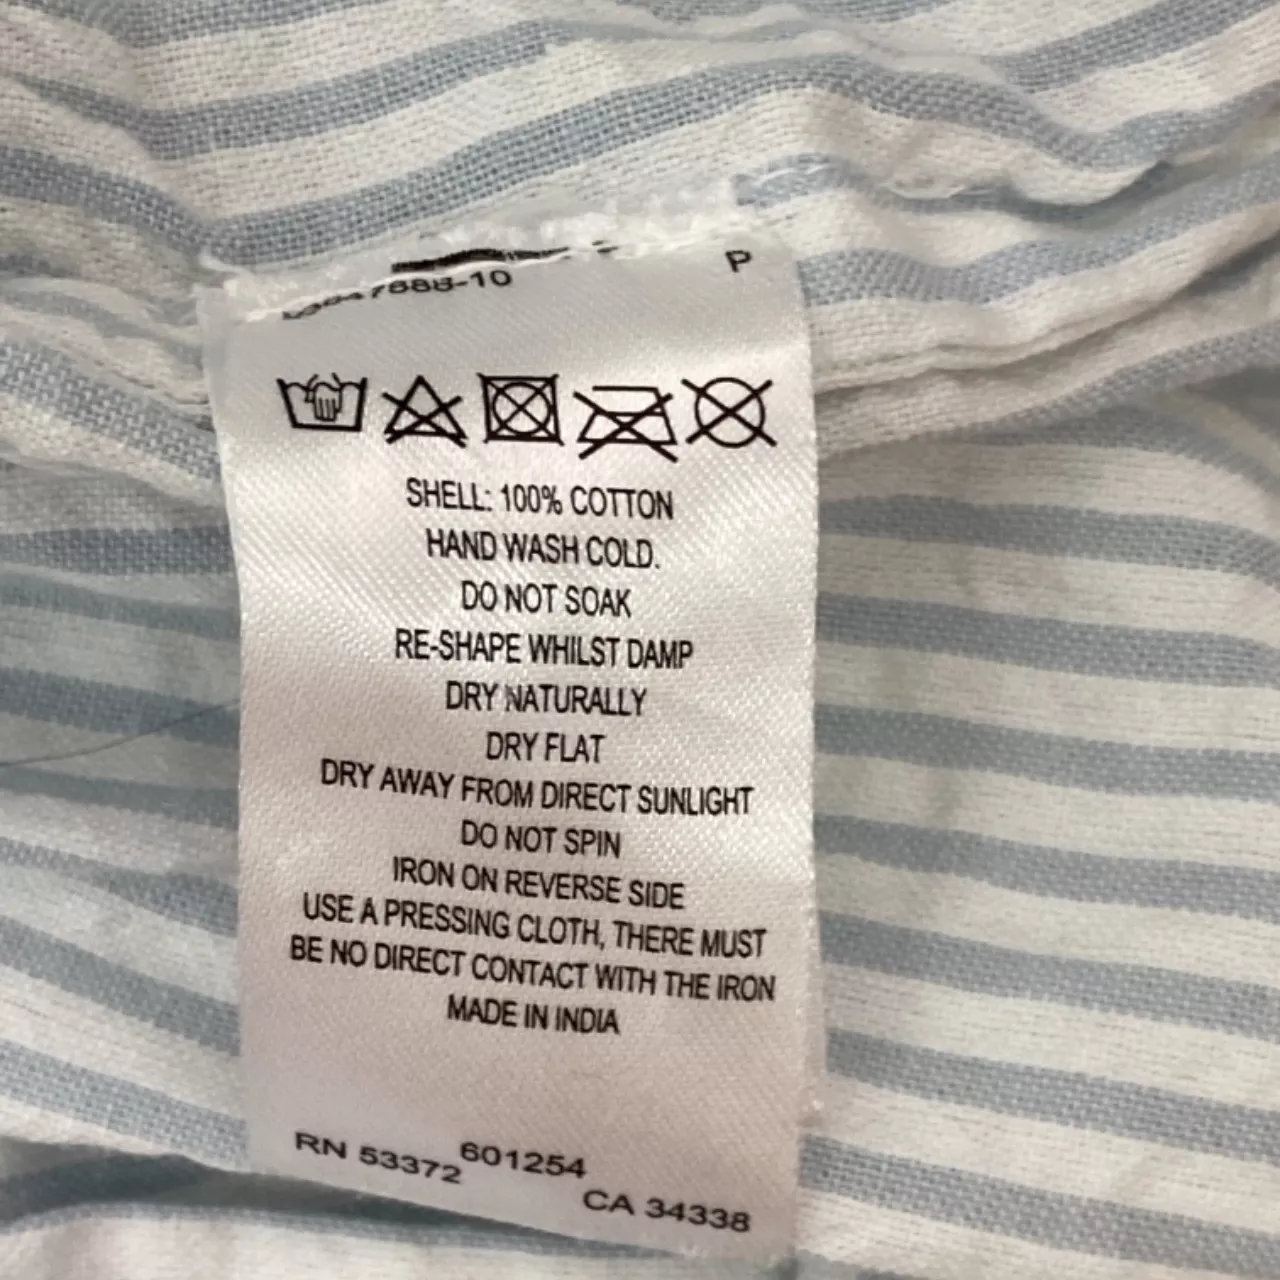 P
SHELL: 100% COTTON
HAND WASH COLD.
DO NOT SOAK
RE-SHAPE WHILST DAMP
DRY NATURALLY
DRY FLAT
DRY AWAY FROM DIRECT SUNLIGHT
DO NOT SPIN
IRON ON REVERSE SIDE
USE A PRESSING CLOTH, THERE MUST
BE NO DIRECT CONTACT WITH THE IRON
MADE IN INDIA
RN 53372 601254 CA 34338